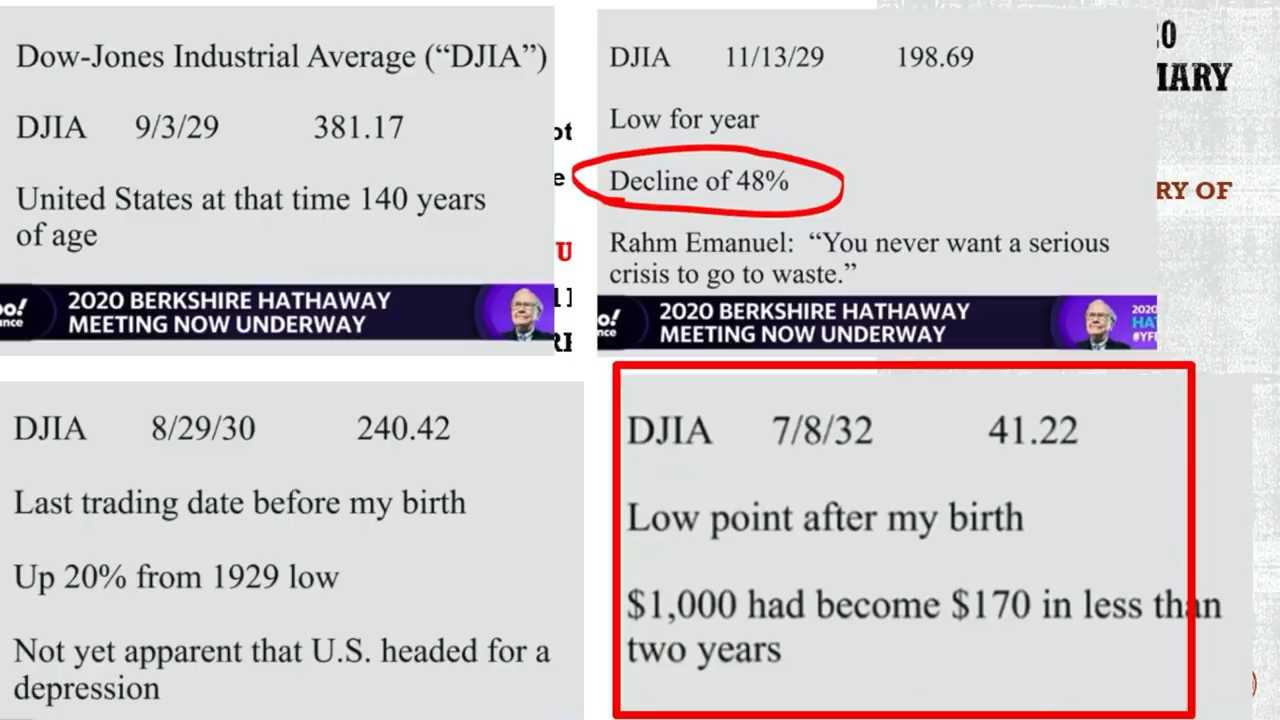 Dow-Jones Industrial Average (“DJIA”)
DJIA 9/3/29 381.17
United States at that time 140 years
of age
2020 BERKSHIRE HATHAWAY
MEETING NOW UNDERWAY
DJIA 11/13/29 198.69
Low for year
Decline of 48%
Rahm Emanuel: “You never want a serious
crisis to go to waste.”
2020 BERKSHIRE HATHAWAY
MEETING NOW UNDERWAY
2020
RY OF
DJIA 8/29/30 240.42
Last trading date before my birth
Up 20% from 1929 low
Not yet apparent that U.S. headed for a
depression
DJIA 7/8/32 41.22
Low point after my birth
$1,000 had become $170 in less than
two years